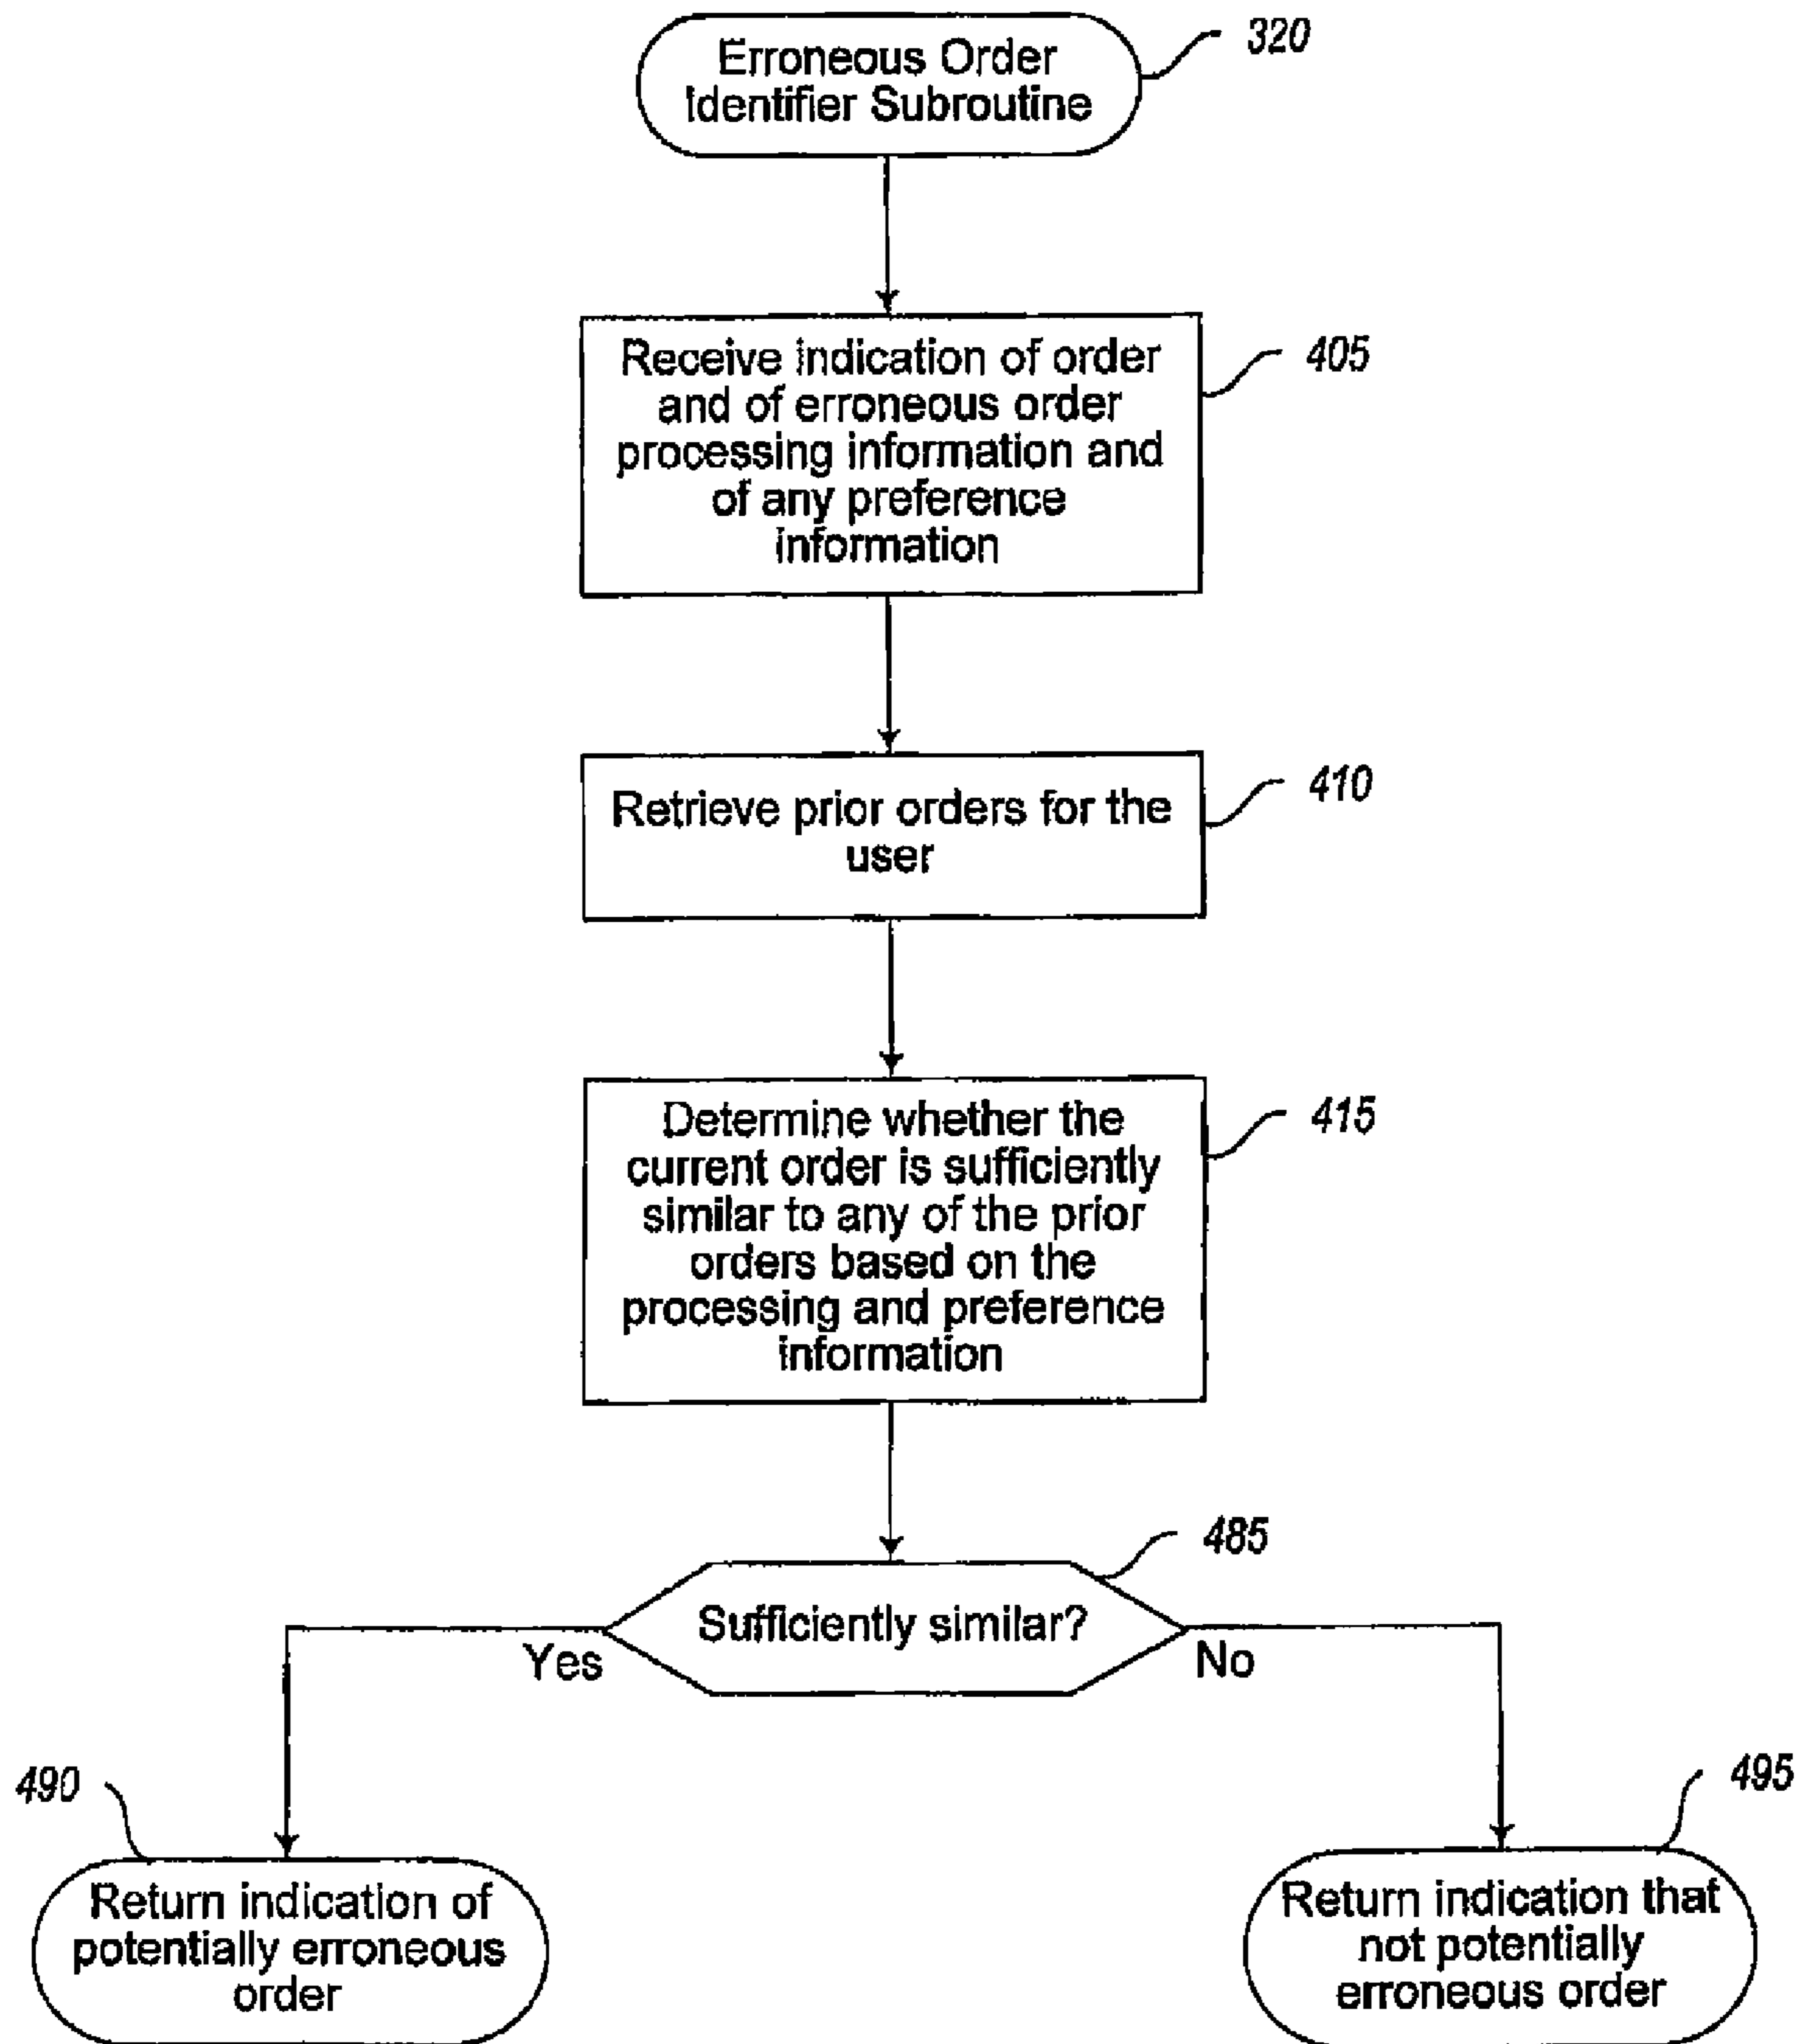 Erroneous Order
Identifier Subroutine
320
Receive indication of order
and of erroneous order
processing information and
of any preference
information
405
Retrieve prior orders for the
user
410
Determine whether the
current order is sufficiently
similar to any of the prior
orders based on the
processing and preference
information
415
Sufficiently similar?
485
Yes
No
490
Return indication of
potentially erroneous
order
495
Return indication that
not potentially
erroneous order